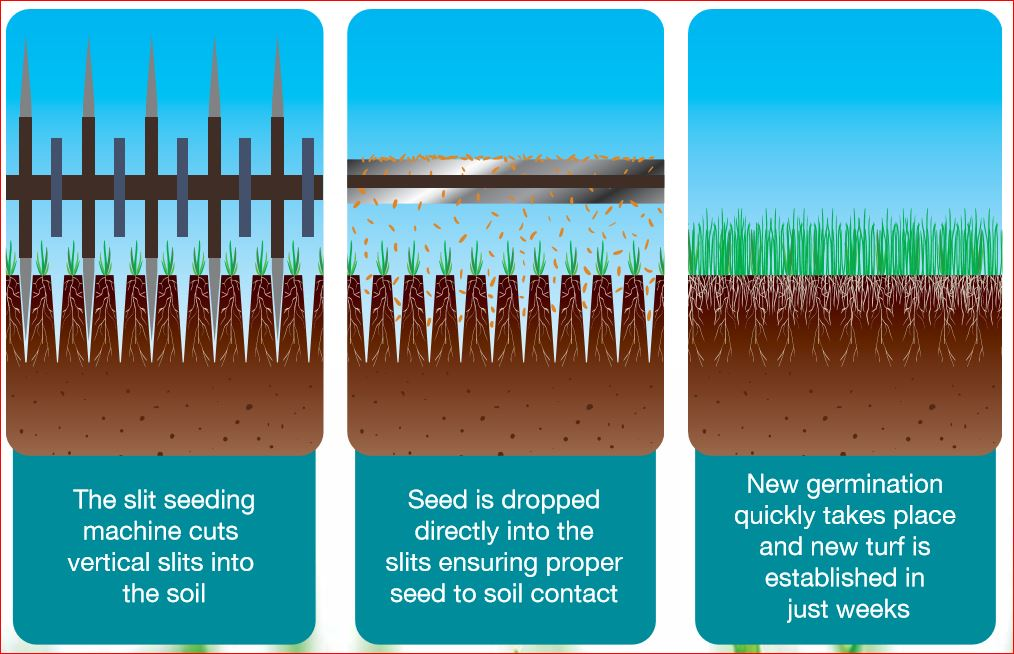 The slit seeding
machine cuts
vertical slits into
the soil
Seed is dropped
directly into the
slits ensuring proper
seed to soil contact
New germination
quickly takes place
and new turf is
established in
just weeks